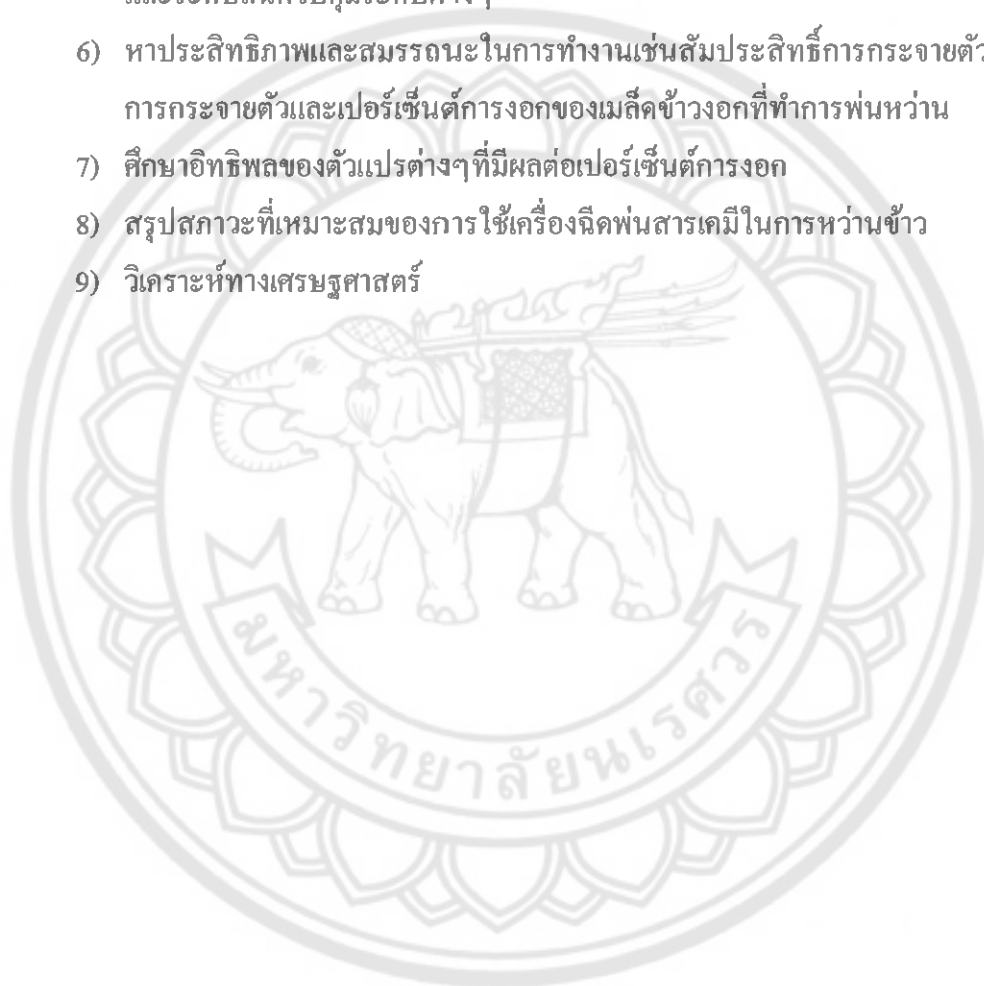 6) หาประสิทธิภาพและสมรรถนะในการทำงานเช่นสัมประสิทธิ์การกระจายตัว
การกระจายตัวและเปอร์เซ็นต์การงอกของเมล็ดข้าวงอกที่ทำการพ่นหว่าน
7) ศึกษาอิทธิพลของตัวแปรต่างๆที่มีผลต่อเปอร์เซ็นต์การงอก
8) สรุปสภาวะที่เหมาะสมของการใช้เครื่องฉีดพ่นสารเคมีในการหว่านข้าว
9) วิเคราะห์ทางเศรษฐศาสตร์
มหาวิทยาลัยนเรศวร